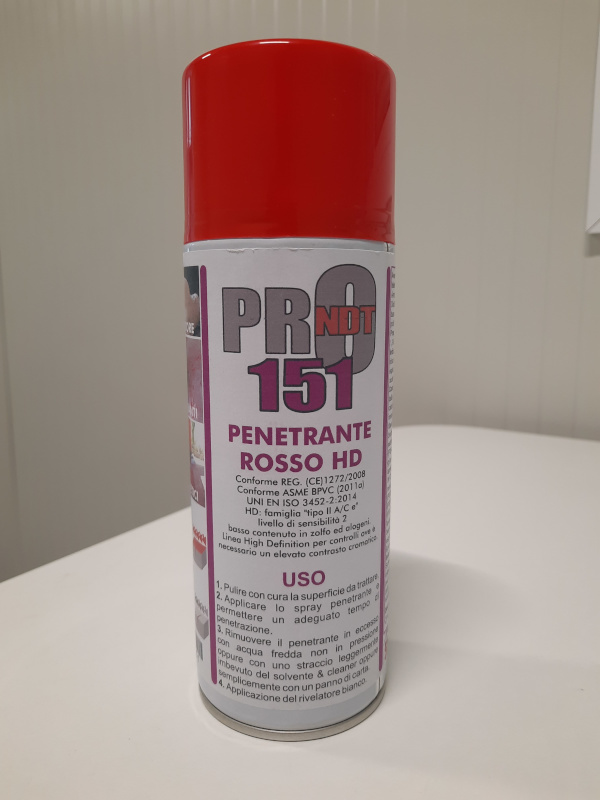 PRO
NDT
151
PENETRANTE
ROSSO HD
Conforme REG. (CE)1272/2008
Conforme ASME BPVC (2011a)
UNI EN ISO 3452-2:2014
HD: famiglia "tipo II A/C e"
livello di sensibilità 2
basso contenuto in zolfo ed alogeni.
Linea High Definition per controlli ove è
necessario un elevato contrasto cromatico.
USO
1. Pulire con cura la superficie da trattare
2. Applicare lo spray penetrante e
permettere un adeguato tempo di
penetrazione.
3. Rimuovere il penetrante in eccesso
con acqua fredda non in pressione
oppure con uno straccio leggermente
imbevuto del solvente & cleaner oppure
semplicemente con un panno di carta.
4. Applicazione del rivelatore bianco.